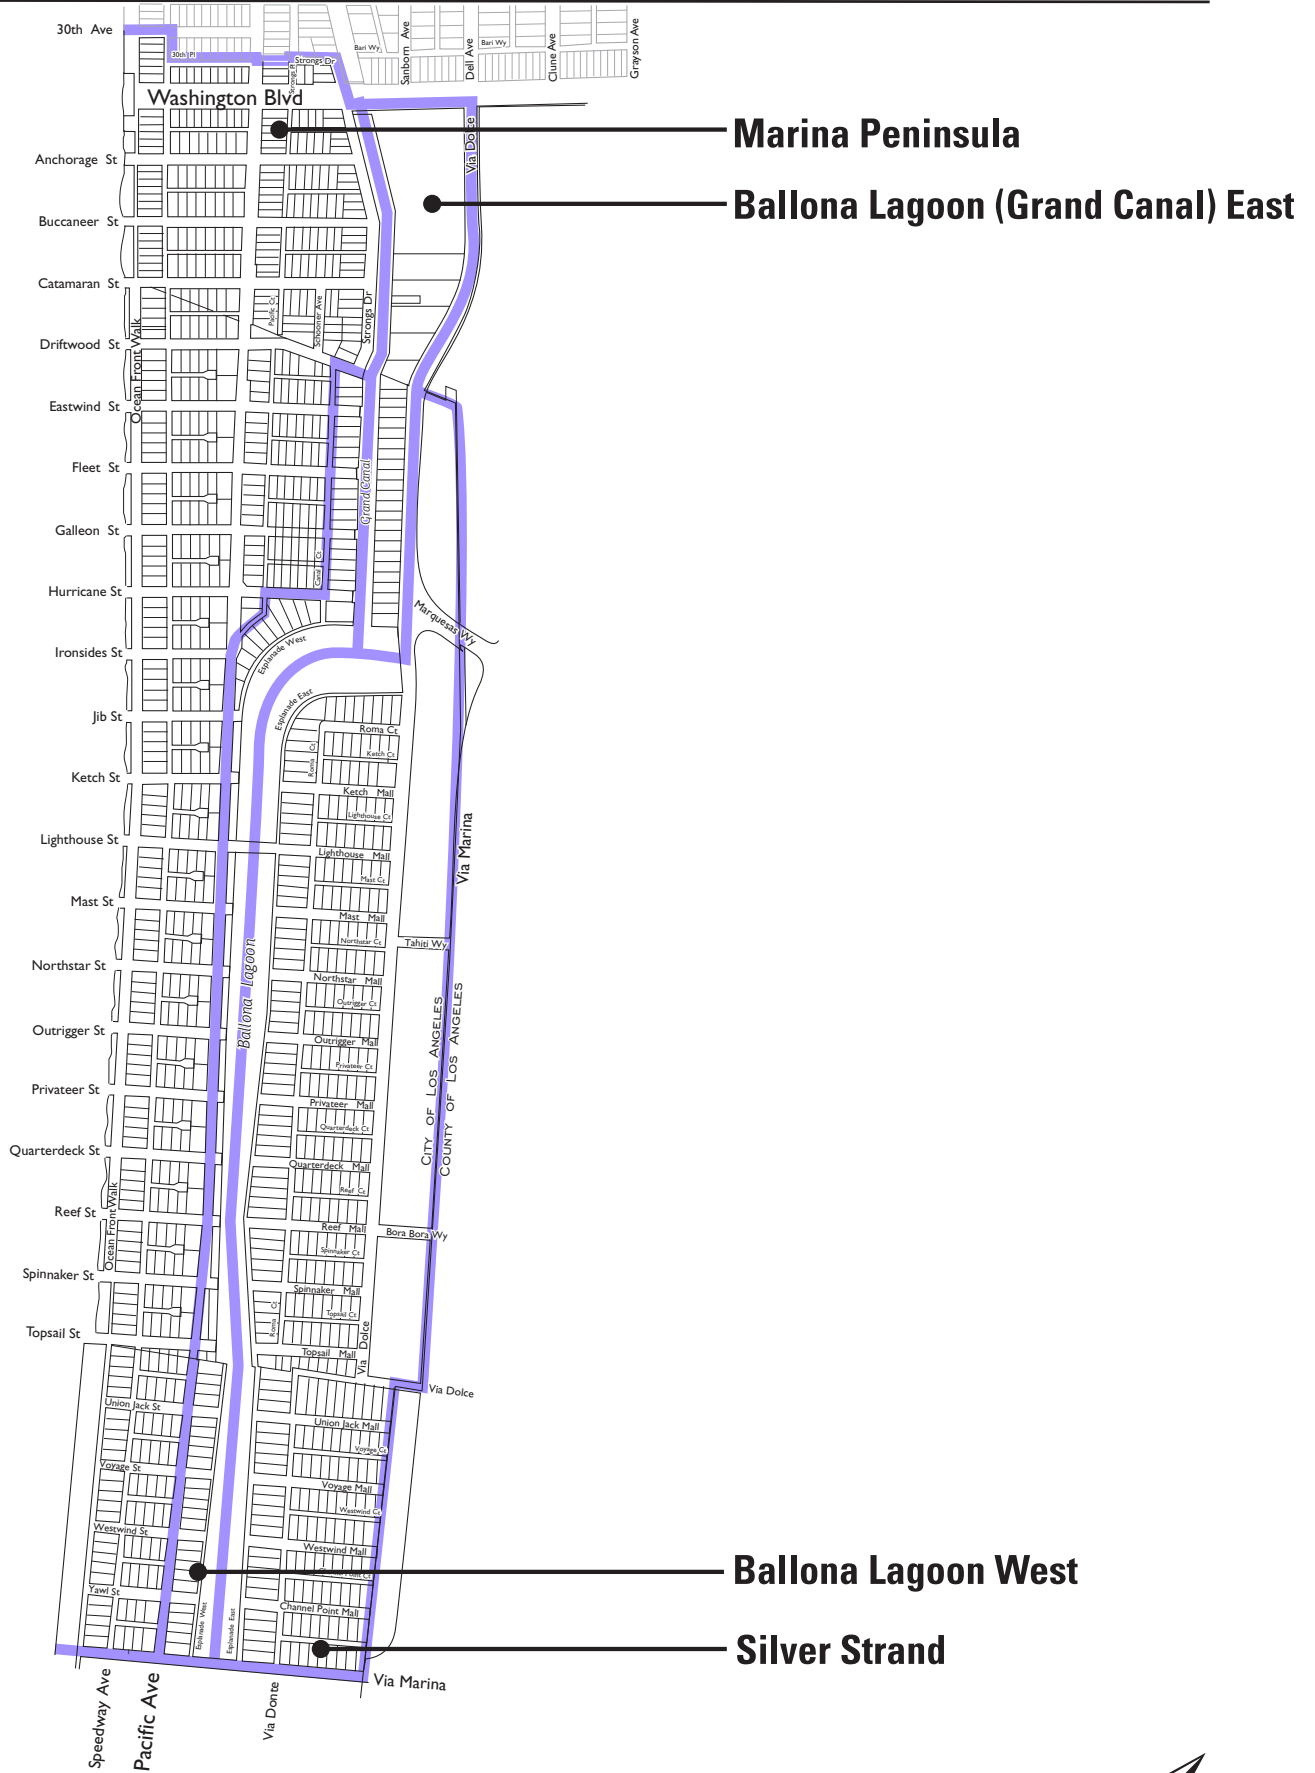 30th Ave
30th Pl
Strongs Dr
Strongs Pl
Bari Wy
Sanborn Ave
Dell Ave
Bari Wy
Clune Ave
Grayson Ave
Washington Blvd
Via Dolce
Marina Peninsula
Anchorage St
Ballona Lagoon (Grand Canal) East
Buccaneer St
Catamaran St
Pacific Ct
Schooner Ave
Strongs Dr
Ocean Front Walk
Driftwood St
Eastwind St
Fleet St
Grand Canal
Galleon St
Canal Ct
Hurricane St
Marquesas Wy
Ironsides St
Esplanade West
Esplanade East
Jib St
Roma Ct
Roma Ct
Ketch Ct
Ketch St
Ketch Mall
Lighthouse Ct
Lighthouse St
Via Marina
Lighthouse Mall
Mast Ct
Mast St
Mast Mall
Northstar Ct
Tahiti Wy
Ballona Lagoon
Northstar St
Northstar Mall
Outrigger Ct
Outrigger St
Outrigger Mall
Privateer Ct
CITY OF LOS ANGELES
COUNTY OF LOS ANGELES
Privateer St
Privateer Mall
Quarterdeck Ct
Quarterdeck St
Quarterdeck Mall
Reef Ct
Ocean Front Walk
Reef St
Reef Mall
Bora Bora Wy
Spinnaker Ct
Spinnaker St
Spinnaker Mall
Roma Ct
Topsail Ct
Topsail St
Topsail Mall
Via Dolce
Via Dolce
Union Jack St
Union Jack Mall
Voyage Ct
Voyage St
Voyage Mall
Westwind Ct
Westwind St
Westwind Mall
Ballona Lagoon West
Yawl St
Channel Point Mall
Esplanade West
Esplanade East
Silver Strand
Via Marina
Speedway Ave
Pacific Ave
Via Donte